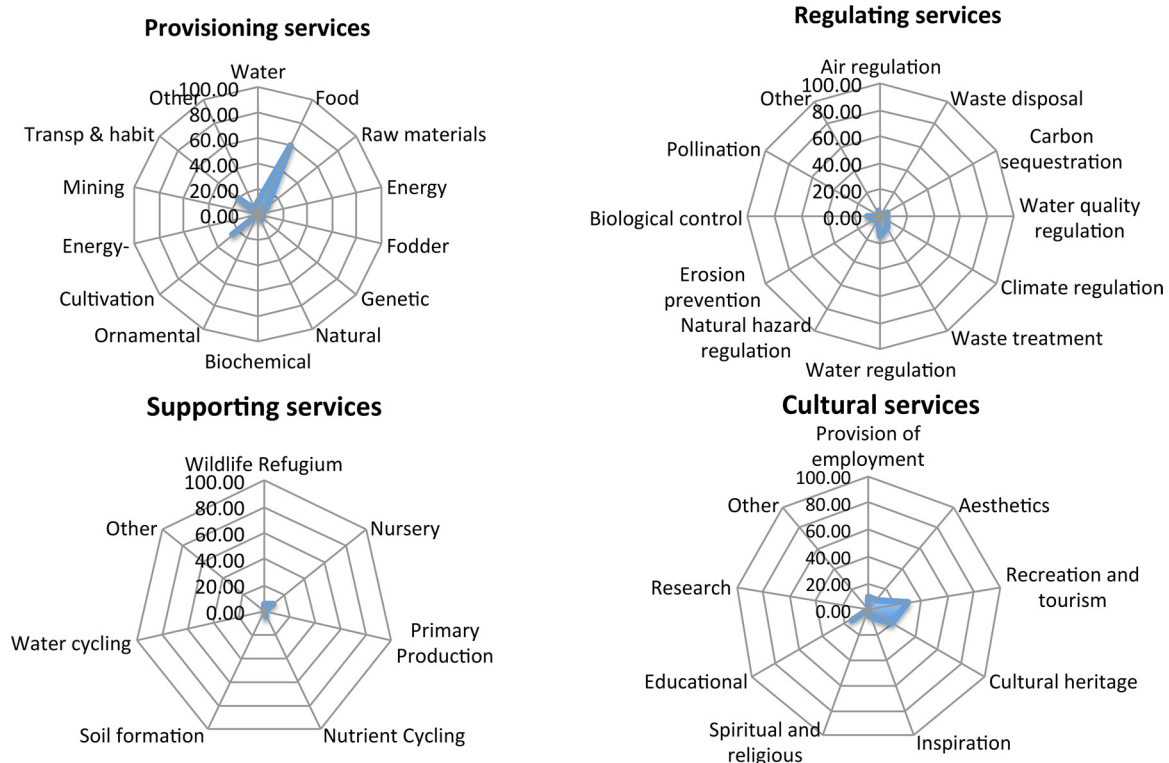 Provisioning services
Water
100.00
80.00
60.00
40.00
20.00
0.00
Food
Raw materials
Energy
Fodder
Genetic
Natural
Biochemical
Ornamental
Cultivation
Energy-
Mining
Transp & habit
Other
Regulating services
Air regulation
100.00
80.00
60.00
40.00
20.00
0.00
Waste disposal
Carbon
sequestration
Water quality
regulation
Climate regulation
Waste treatment
Water regulation
Natural hazard
regulation
Erosion
prevention
Biological control
Pollination
Other
Supporting services
Wildlife Refugium
100.00
80.00
60.00
40.00
20.00
0.00
Nursery
Primary
Production
Nutrient Cycling
Soil formation
Water cycling
Other
Cultural services
Provision of
employment
100.00
80.00
60.00
40.00
20.00
0.00
Aesthetics
Recreation and
tourism
Cultural heritage
Inspiration
Spiritual and
religious
Educational
Research
Other